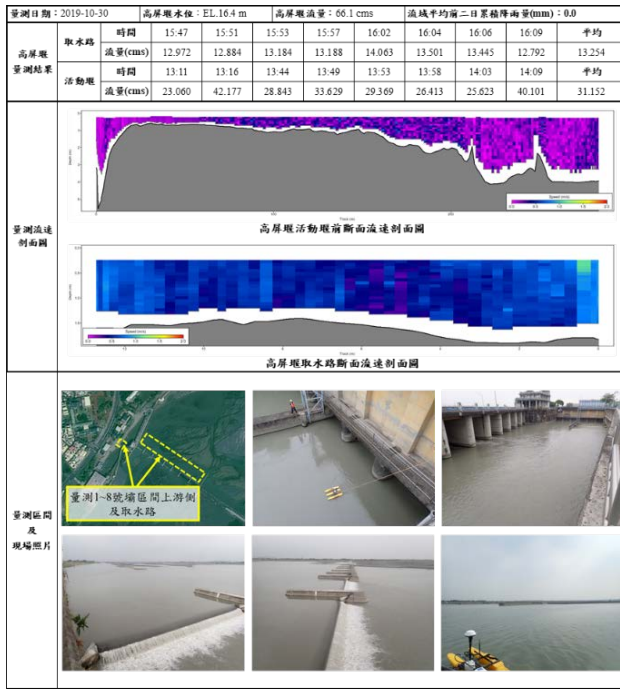 量測日期：2019-10-30 高屏堰水位：EL.16.4 m 高屏堰流量：66.1 cms 流域平均前二日累積降雨量(mm)：0.0
高屏堰量測結果
取水路 時間 15:47 15:51 15:53 15:57 16:02 16:04 16:06 16:09 平均
流量(cms) 12.972 12.884 13.184 13.188 14.063 13.501 13.445 12.792 13.254
活動堰 時間 13:11 13:16 13:44 13:49 13:53 13:58 14:03 14:09 平均
流量(cms) 23.060 42.177 28.843 33.629 29.369 26.413 25.623 40.101 31.152
量測流速剖面圖
高屏堰活動堰前斷面流速剖面圖
高屏堰取水路斷面流速剖面圖
量測區間
及
現場照片
量測1~8號壩區間上游側
及取水路